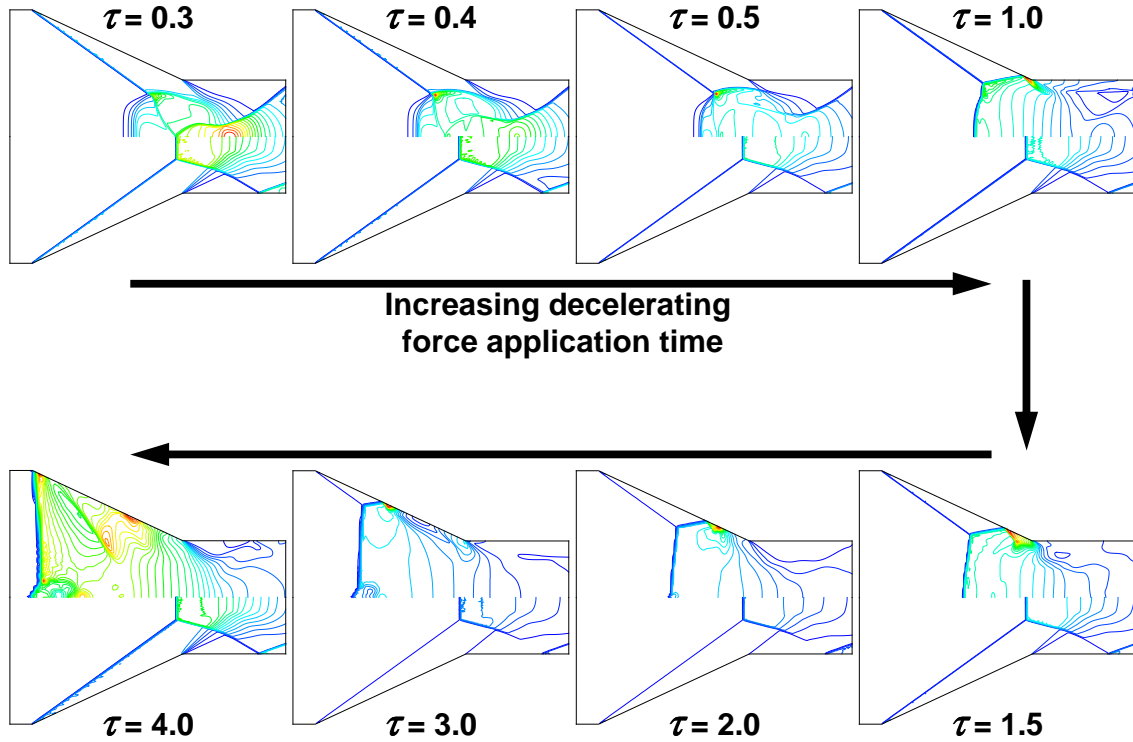 τ = 0.3
τ = 0.4
τ = 0.5
τ = 1.0
Increasing decelerating
force application time
τ = 4.0
τ = 3.0
τ = 2.0
τ = 1.5